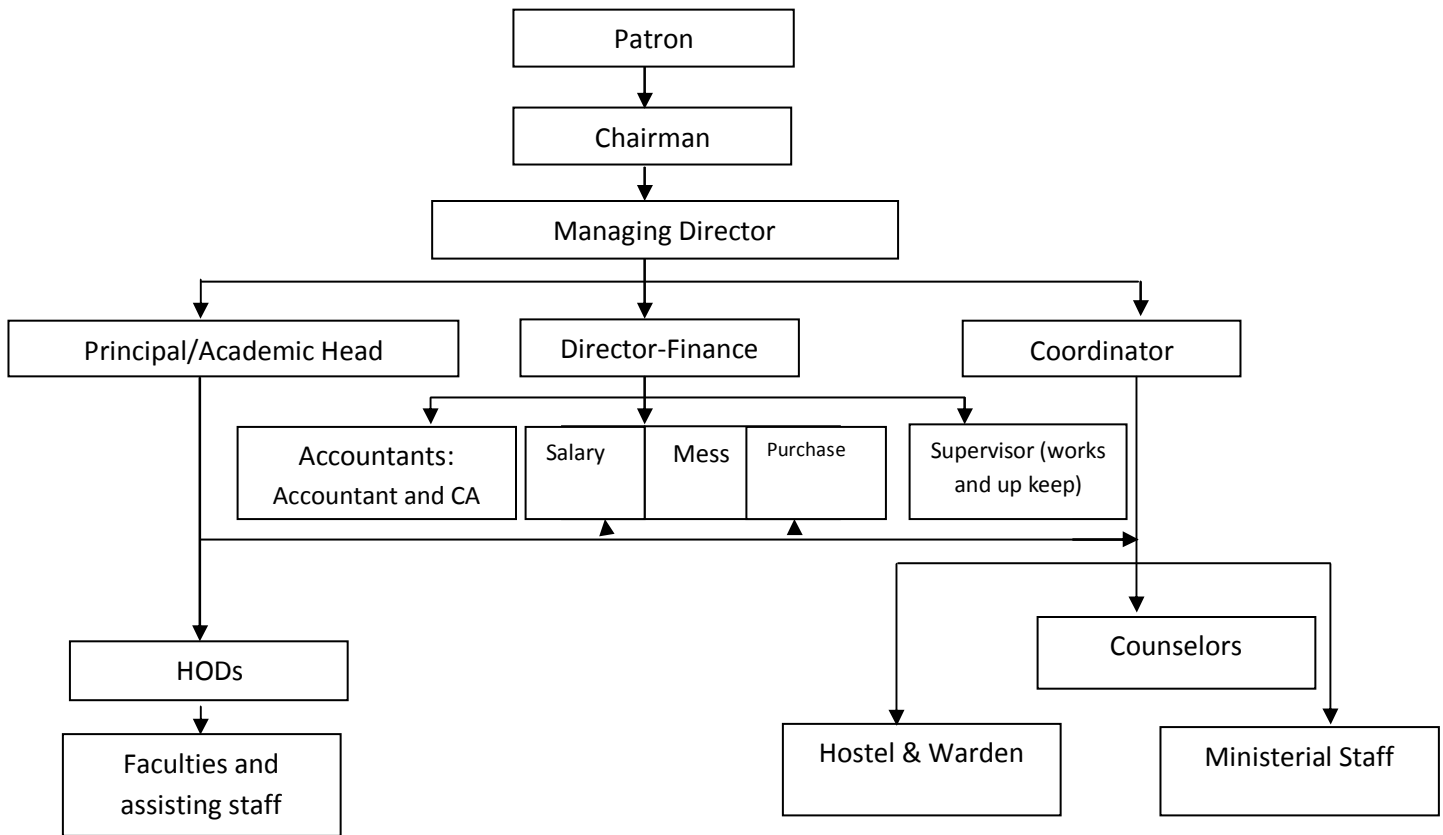 Patron
Chairman
Managing Director
Principal/Academic Head
Director-Finance
Coordinator
Accountants:
Accountant and CA
Salary
Mess
Purchase
Supervisor (works
and up keep)
Counselors
HODs
Hostel & Warden
Ministerial Staff
Faculties and
assisting staff